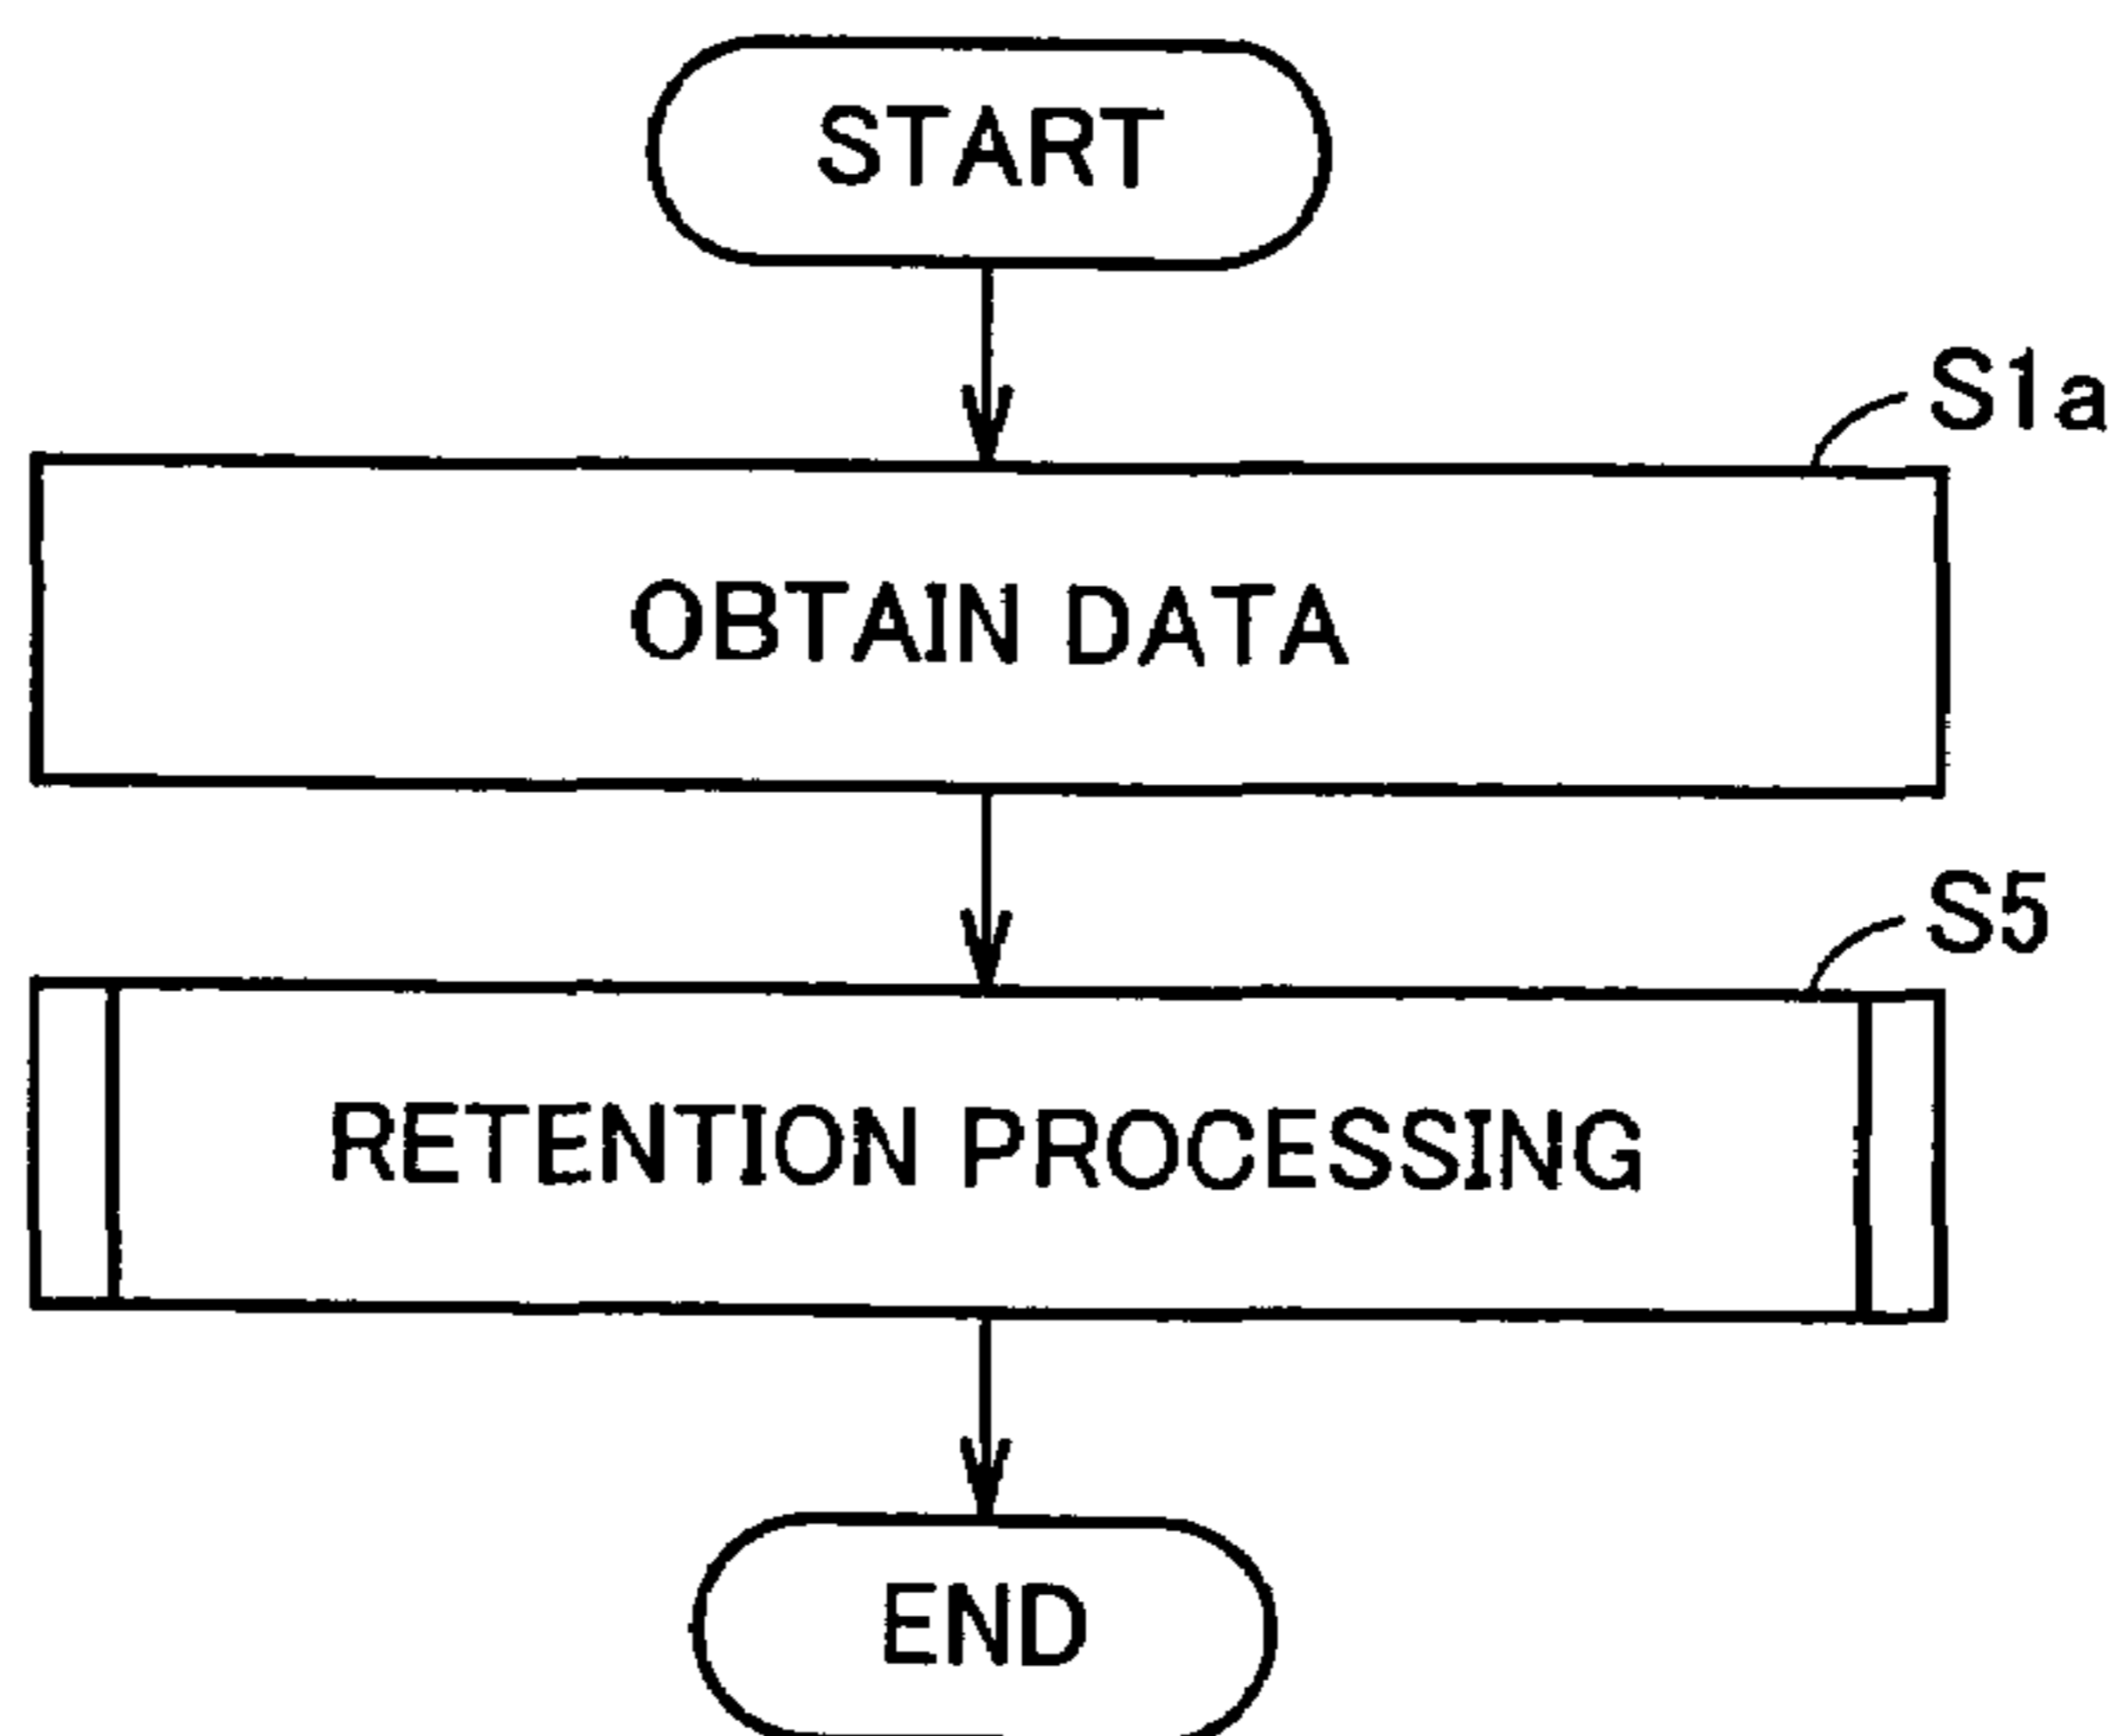 START
S1a
OBTAIN DATA
S5
RETENTION PROCESSING
END